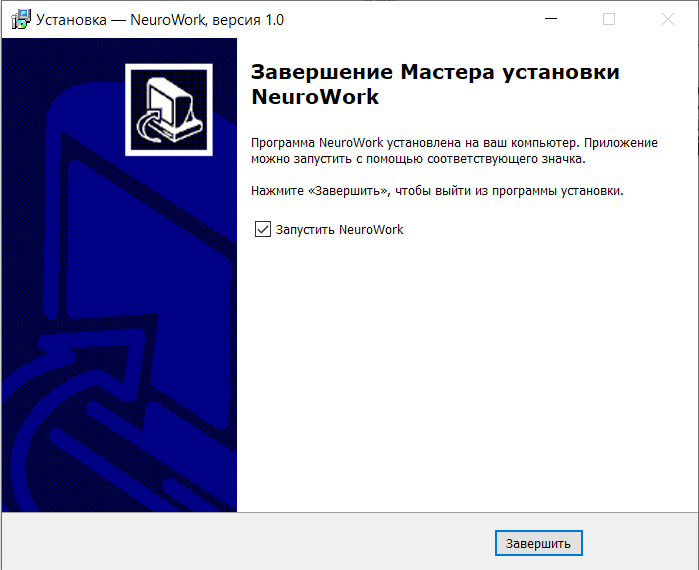 Установка — NeuroWork, версия 1.0
Завершение Мастера установки
NeuroWork
Программа NeuroWork установлена на ваш компьютер. Приложение
можно запустить с помощью соответствующего значка.
Нажмите «Завершить», чтобы выйти из программы установки.
Запустить NeuroWork
Завершить